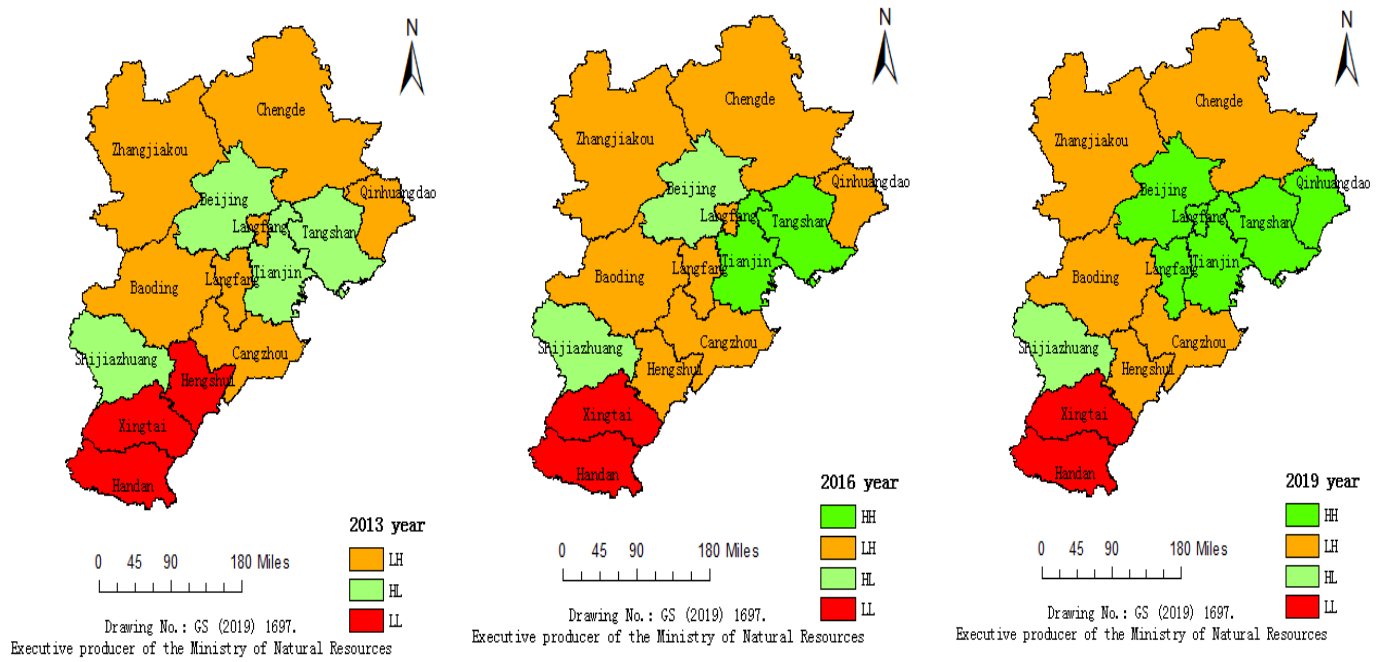 N
Chengde
Zhangjiakou
Qinhuangdao
Beijing
Langfang
Tangshan
Tianjin
Langfang
Baoding
Cangzhou
Shijiazhuang
Hengshui
Xingtai
Handan
2013 year
LH
HL
LL
0 45 90 180 Miles
Drawing No.: GS (2019) 1697.
Executive producer of the Ministry of Natural Resources
N
Chengde
Zhangjiakou
Qinhuangdao
Beijing
Langfang
Tangshan
Tianjin
Langfang
Baoding
Cangzhou
Shijiazhuang
Hengshui
Xingtai
Handan
2016 year
HH
LH
HL
LL
0 45 90 180 Miles
Drawing No.: GS (2019) 1697.
Executive producer of the Ministry of Natural Resources
N
Chengde
Zhangjiakou
Qinhuangdao
Beijing
Langfang
Tangshan
Tianjin
Langfang
Baoding
Cangzhou
Shijiazhuang
Hengshui
Xingtai
Handan
2019 year
HH
LH
HL
LL
0 45 90 180 Miles
Drawing No.: GS (2019) 1697.
Executive producer of the Ministry of Natural Resources